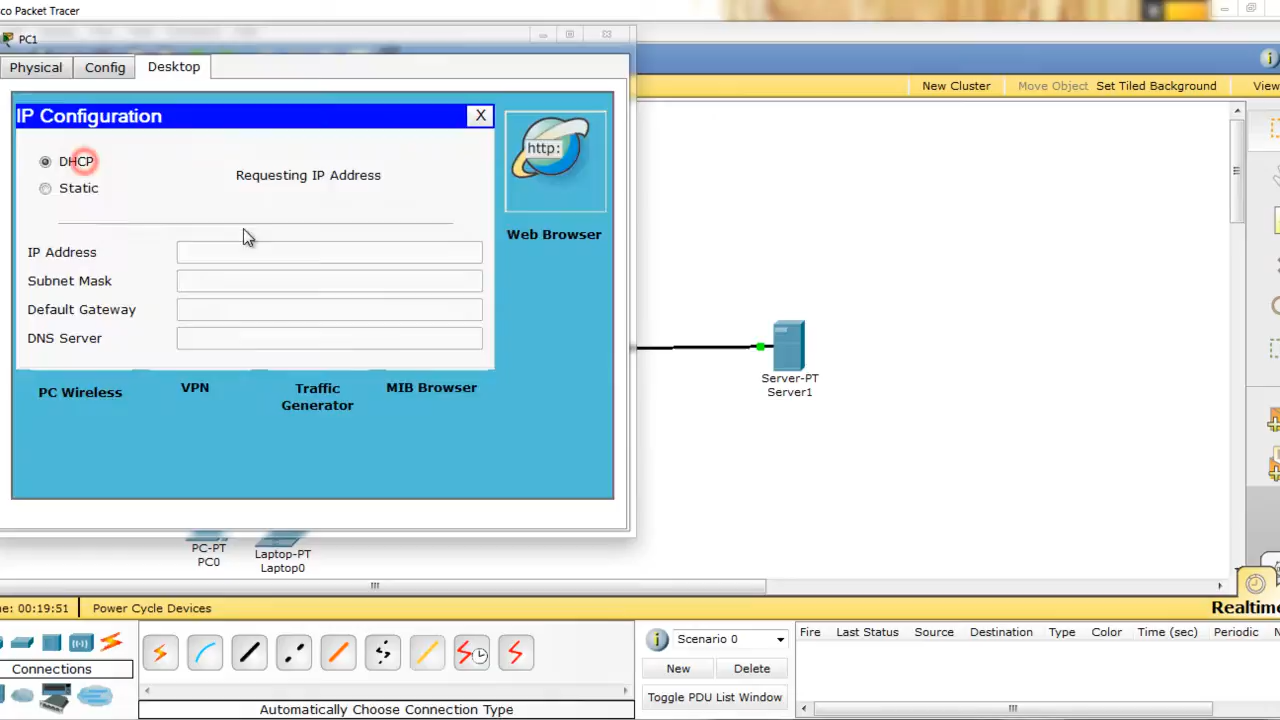 co Packet Tracer
PC1
Physical
Config
Desktop
New Cluster
Move Object
Set Tiled Background
View
IP Configuration
X
DHCP
Static
Requesting IP Address
http:
Web Browser
IP Address
Subnet Mask
Default Gateway
DNS Server
PC Wireless
VPN
Traffic
Generator
MIB Browser
Server-PT
Server1
PC-PT
PC0
Laptop-PT
Laptop0
me: 00:19:51
Power Cycle Devices
Realtime
Connections
Scenario 0
New
Delete
Toggle PDU List Window
Fire
Last Status
Source
Destination
Type
Color
Time (sec)
Periodic
N
Automatically Choose Connection Type